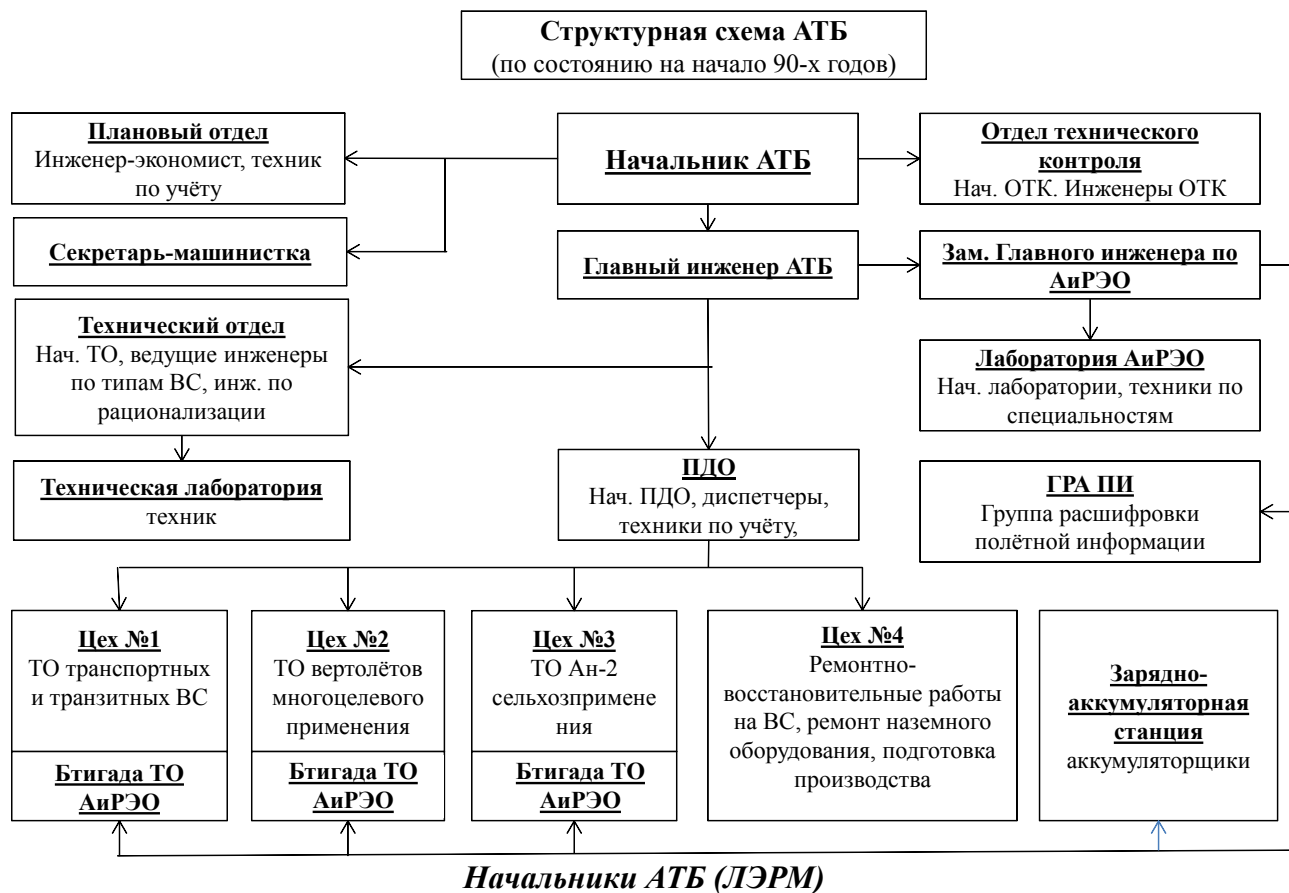 Структурная схема АТБ
(по состоянию на начало 90-х годов)
Плановый отдел
Инженер-экономист, техник
по учёту
Начальник АТБ
Отдел технического
контроля
Нач. ОТК. Инженеры ОТК
Секретарь-машинистка
Главный инженер АТБ
Зам. Главного инженера по
АиРЭО
Технический отдел
Нач. ТО, ведущие инженеры
по типам ВС, инж. по
рационализации
Лаборатория АиРЭО
Нач. лаборатории, техники по
специальностям
Техническая лаборатория
техник
ПДО
Нач. ПДО, диспетчеры,
техники по учёту,
ГРА ПИ
Группа расшифровки
полётной информации
Цех №1
ТО транспортных
и транзитных ВС
Бтигада ТО
АиРЭО
Цех №2
ТО вертолётов
многоцелевого
применения
Бтигада ТО
АиРЭО
Цех №3
ТО Ан-2
сельхозпримене
ния
Бтигада ТО
АиРЭО
Цех №4
Ремонтно-
восстановительные работы
на ВС, ремонт наземного
оборудования, подготовка
производства
Зарядно-
аккумуляторная
станция
аккумуляторщики
Начальники АТБ (ЛЭРМ)